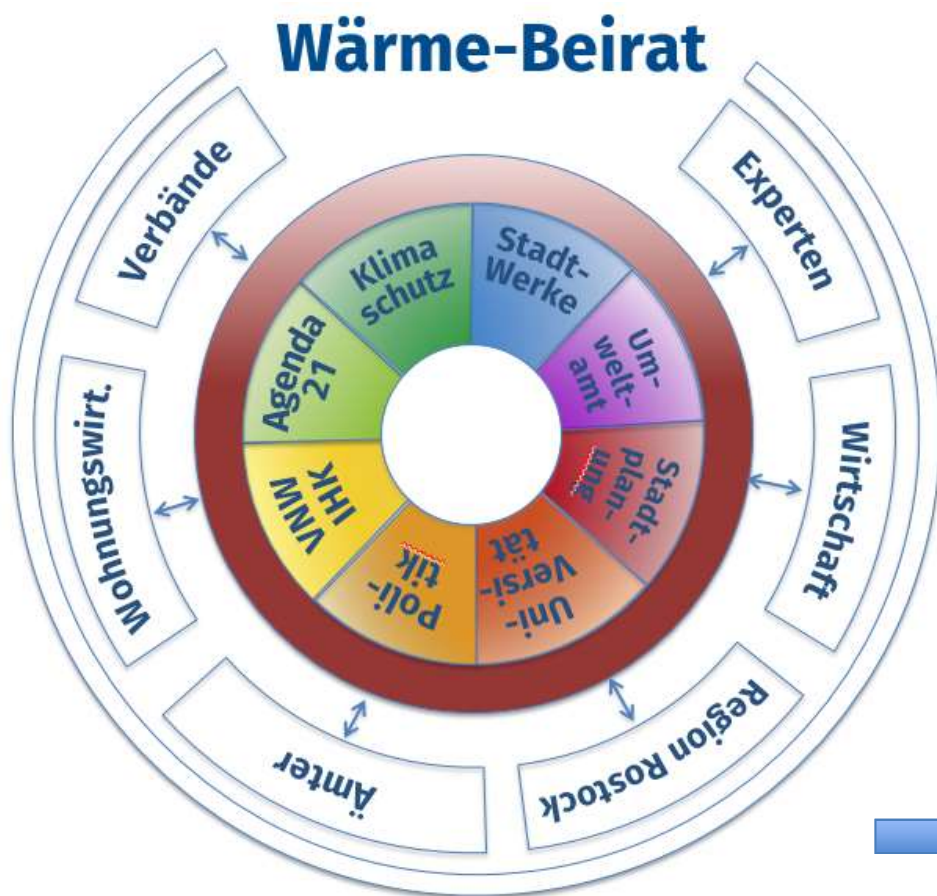 Wärme-Beirat
Verbände
Experten
Klima
schutz
Stadt-
Werke
Agenda
21
Um-
welt-
amt
Wohnungswirt.
VNW
IHK
Stadt-
plan-
ung
Wirtschaft
Poli-
tik
Uni-
Versi-
tät
Ämter
Region Rostock